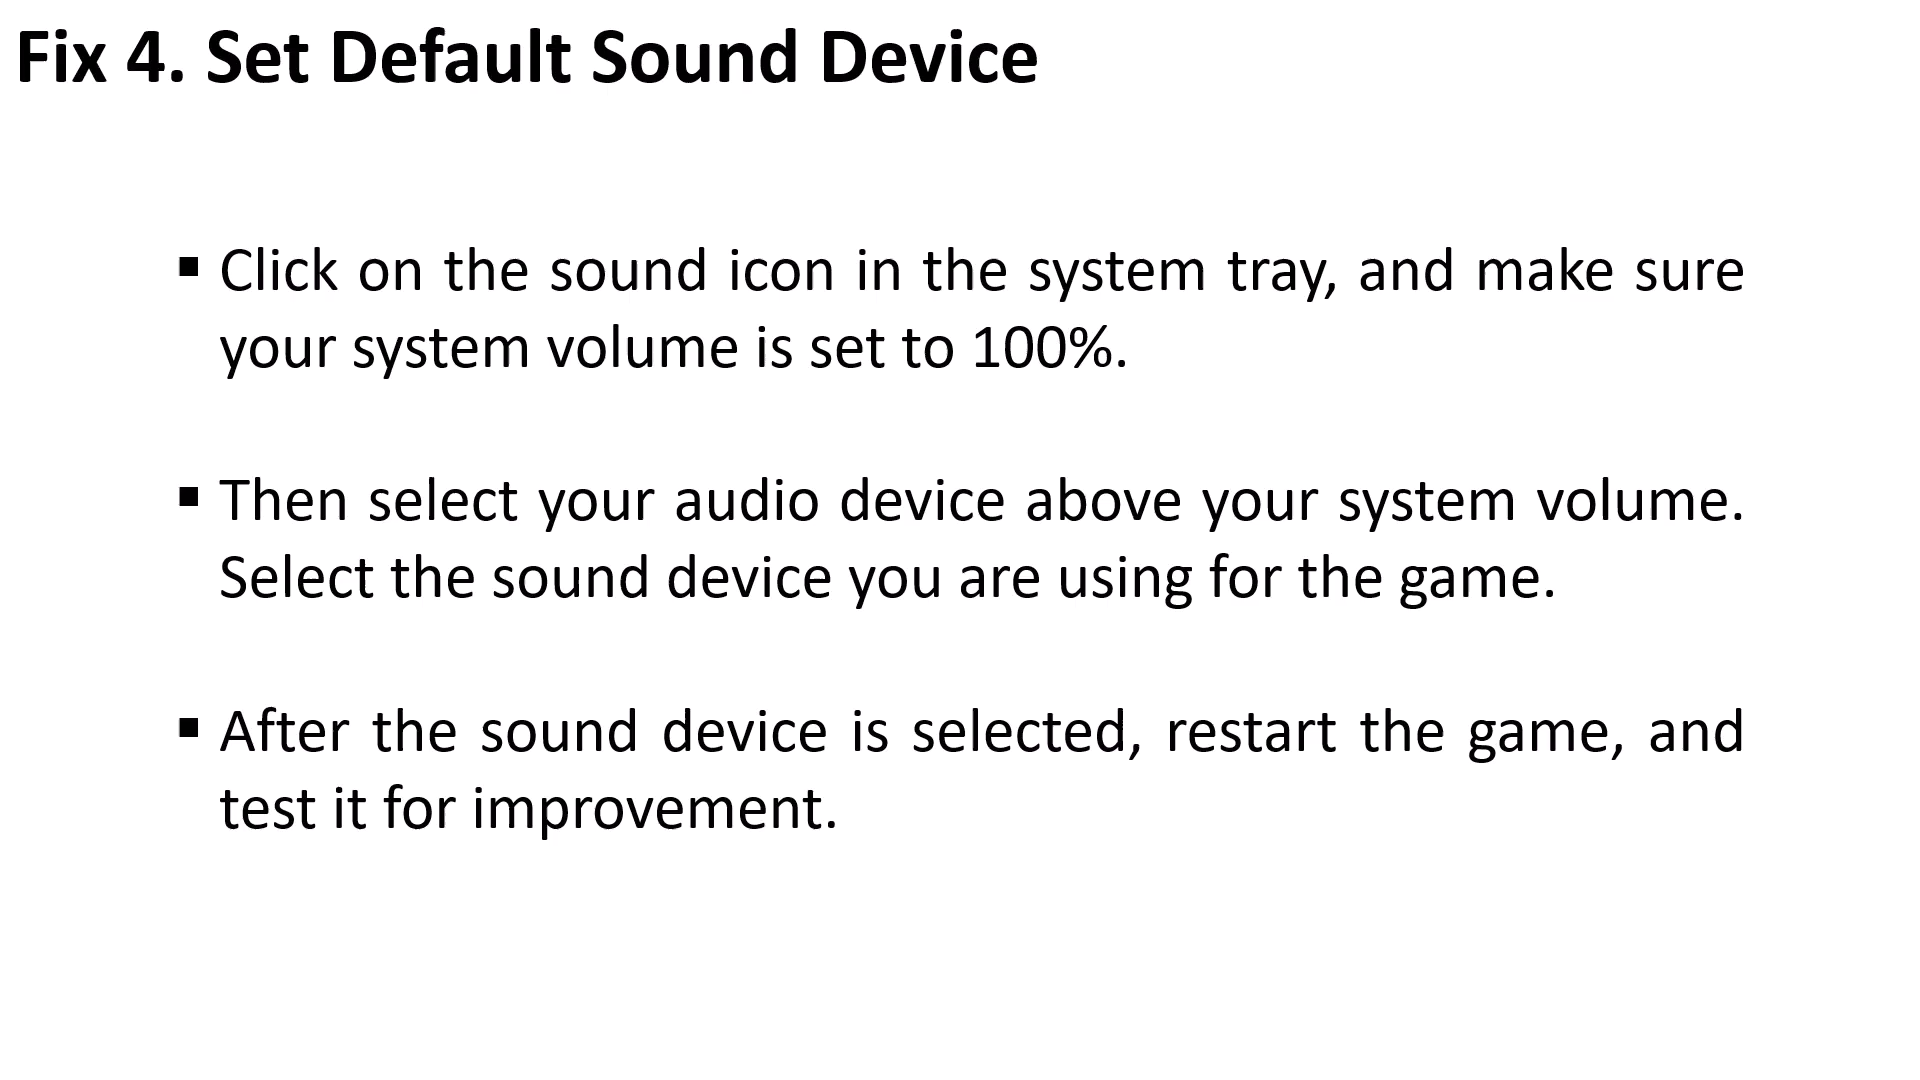 Fix 4. Set Default Sound Device
▪ Click on the sound icon in the system tray, and make sure
your system volume is set to 100%.
▪ Then select your audio device above your system volume.
Select the sound device you are using for the game.
▪ After the sound device is selected, restart the game, and
test it for improvement.